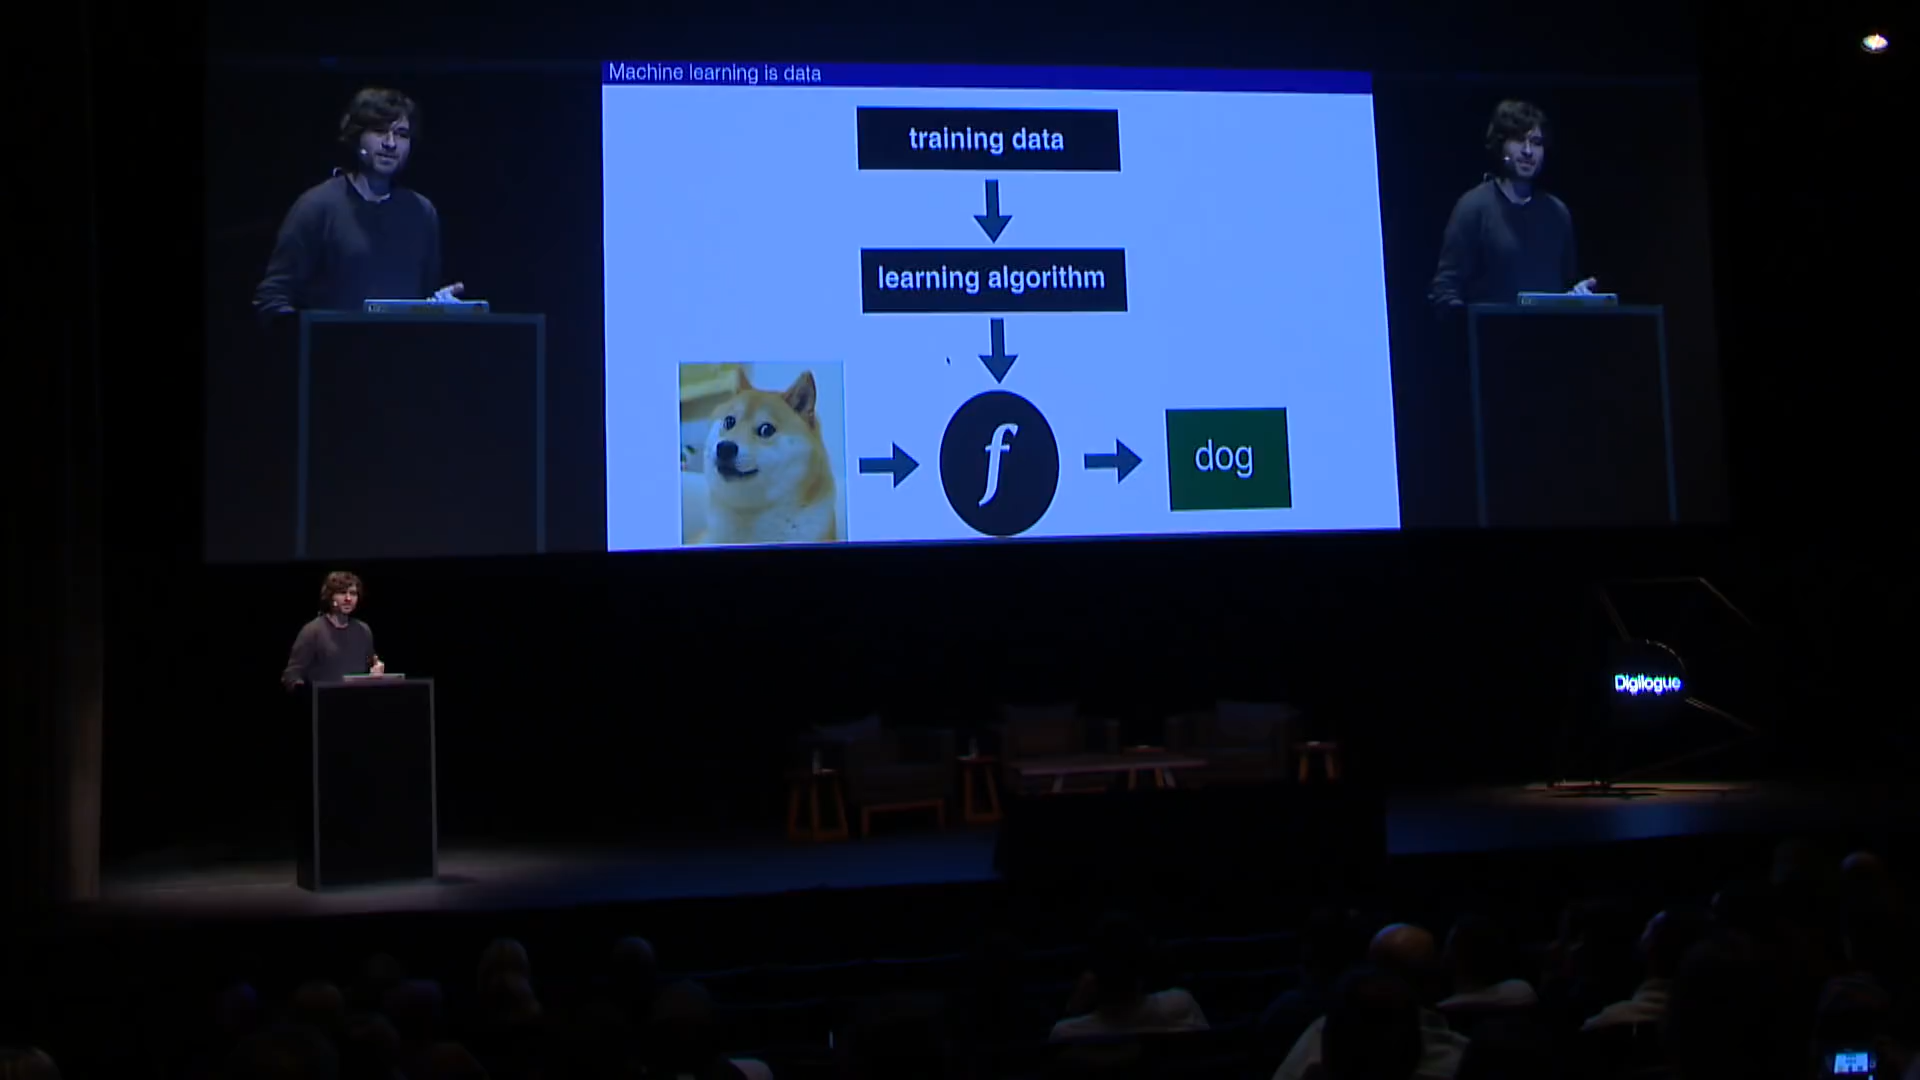 Machine learning is data
training data
learning algorithm
f
dog
Digilogue